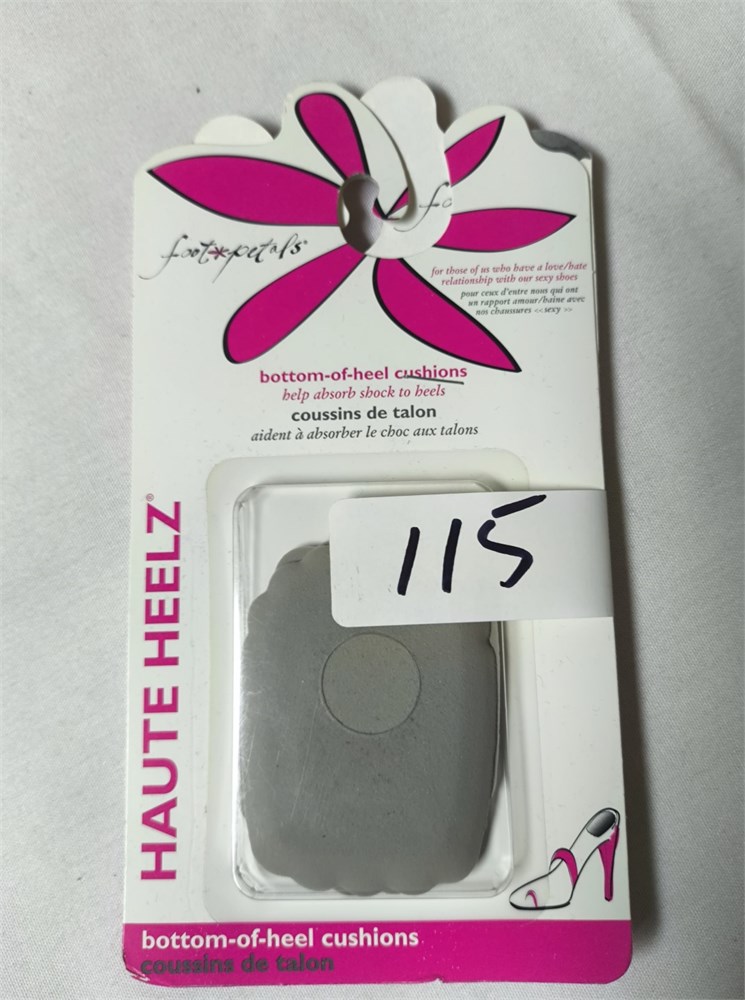 fc
foot*petals®
for those of us who have a love/hate
relationship with our sexy shoes
pour ceux d'entre nous qui ont
un rapport amour/haine avec
nos chaussures << sexy >>
bottom-of-heel cushions
help absorb shock to heels
coussins de talon
aident à absorber le choc aux talons
115
HAUTE HEELZ®
bottom-of-heel cushions
coussins de talon